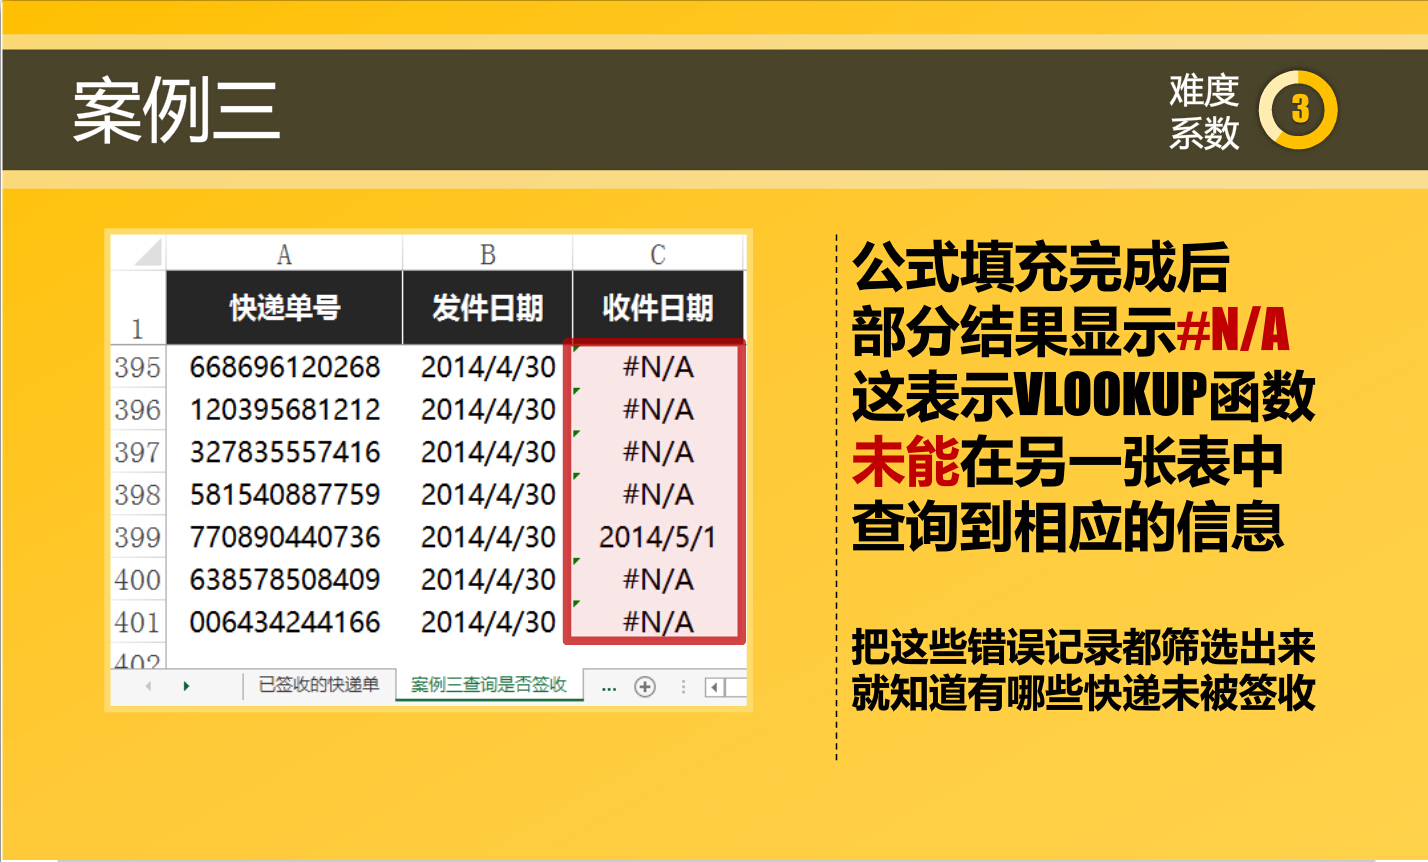 案例三
难度
系数
3
A B C
1 快递单号 发件日期 收件日期
395 668696120268 2014/4/30 #N/A
396 120395681212 2014/4/30 #N/A
397 327835557416 2014/4/30 #N/A
398 581540887759 2014/4/30 #N/A
399 770890440736 2014/4/30 2014/5/1
400 638578508409 2014/4/30 #N/A
401 006434244166 2014/4/30 #N/A
402
已签收的快递单 案例三查询是否签收 ...
公式填充完成后
部分结果显示#N/A
这表示VLOOKUP函数
未能在另一张表中
查询到相应的信息
把这些错误记录都筛选出来
就知道有哪些快递未被签收